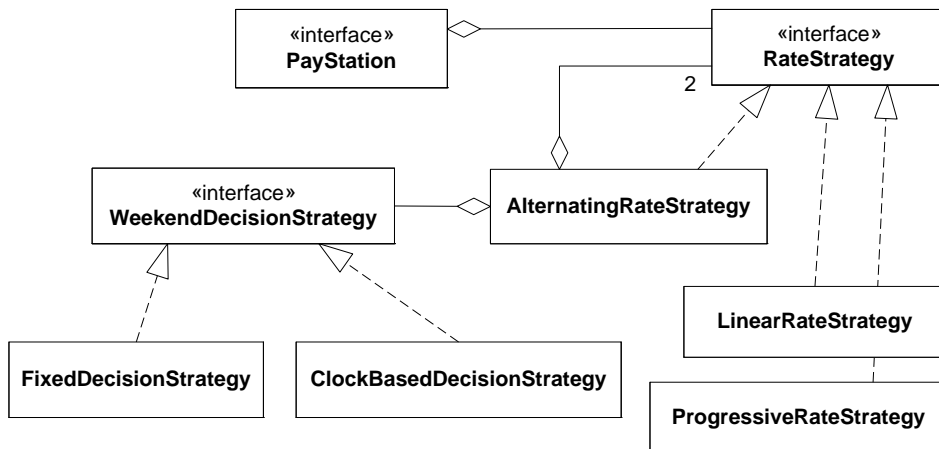 «interface»
PayStation
«interface»
RateStrategy
2
«interface»
WeekendDecisionStrategy
AlternatingRateStrategy
LinearRateStrategy
FixedDecisionStrategy
ClockBasedDecisionStrategy
ProgressiveRateStrategy